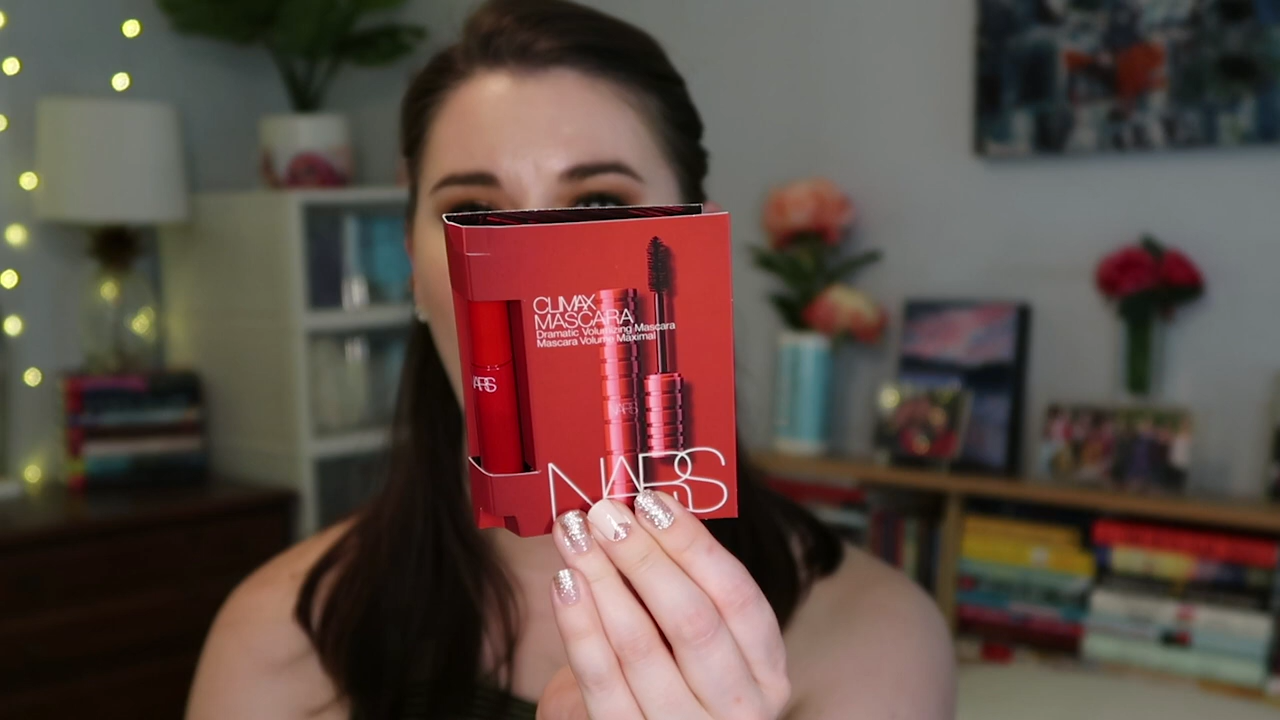 CLIMAX
MASCARA
Dramatic Volumizing Mascara
Mascara Volume Maximal
NARS
NARS
NARS